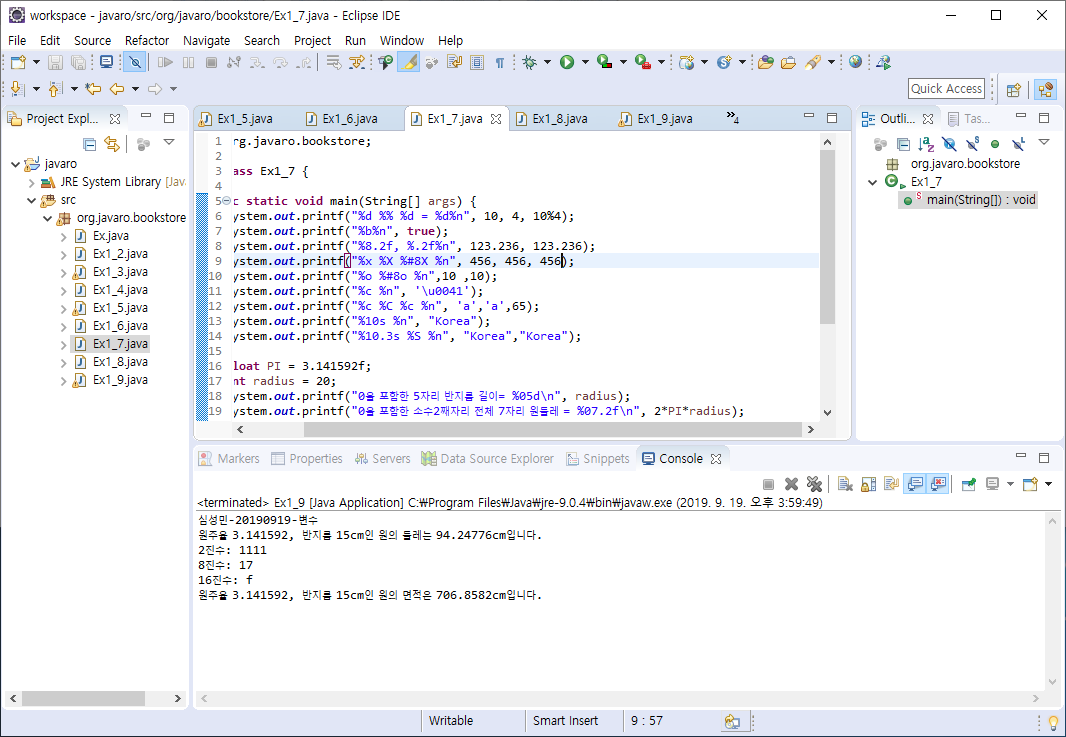 workspace - javaro/src/org/javaro/bookstore/Ex1_7.java - Eclipse IDE
File Edit Source Refactor Navigate Search Project Run Window Help
Quick Access
Project Expl...
javaro
JRE System Library [Java
src
org.javaro.bookstore
Ex.java
Ex1_2.java
Ex1_3.java
Ex1_4.java
Ex1_5.java
Ex1_6.java
Ex1_7.java
Ex1_8.java
Ex1_9.java
Ex1_5.java Ex1_6.java Ex1_7.java Ex1_8.java Ex1_9.java »4
1 rg.javaro.bookstore;
2
3 ass Ex1_7 {
4
5 c static void main(String[] args) {
6 ystem.out.printf("%d %% %d = %d%n", 10, 4, 10%4);
7 ystem.out.printf("%b%n", true);
8 ystem.out.printf("%8.2f, %.2f%n", 123.236, 123.236);
9 ystem.out.printf("%x %X %#8X %n", 456, 456, 456);
10 ystem.out.printf("%o %#8o %n",10 ,10);
11 ystem.out.printf("%c %n", '\u0041');
12 ystem.out.printf("%c %C %c %n", 'a','a',65);
13 ystem.out.printf("%10s %n", "Korea");
14 ystem.out.printf("%10.3s %S %n", "Korea","Korea");
15
16 loat PI = 3.141592f;
17 nt radius = 20;
18 ystem.out.printf("0을 포함한 5자리 반지름 길이= %05d\n", radius);
19 ystem.out.printf("0을 포함한 소수2째자리 전체 7자리 원둘레 = %07.2f\n", 2*PI*radius);
Outli... Tas...
org.javaro.bookstore
Ex1_7
main(String[]) : void
Markers Properties Servers Data Source Explorer Snippets Console
<terminated> Ex1_9 [Java Application] C:₩Program Files₩Java₩jre-9.0.4₩bin₩javaw.exe (2019. 9. 19. 오후 3:59:49)
심성민-20190919-변수
원주율 3.141592, 반지름 15cm인 원의 둘레는 94.24776cm입니다.
2진수: 1111
8진수: 17
16진수: f
원주율 3.141592, 반지름 15cm인 원의 면적은 706.8582cm입니다.
Writable Smart Insert 9 : 57